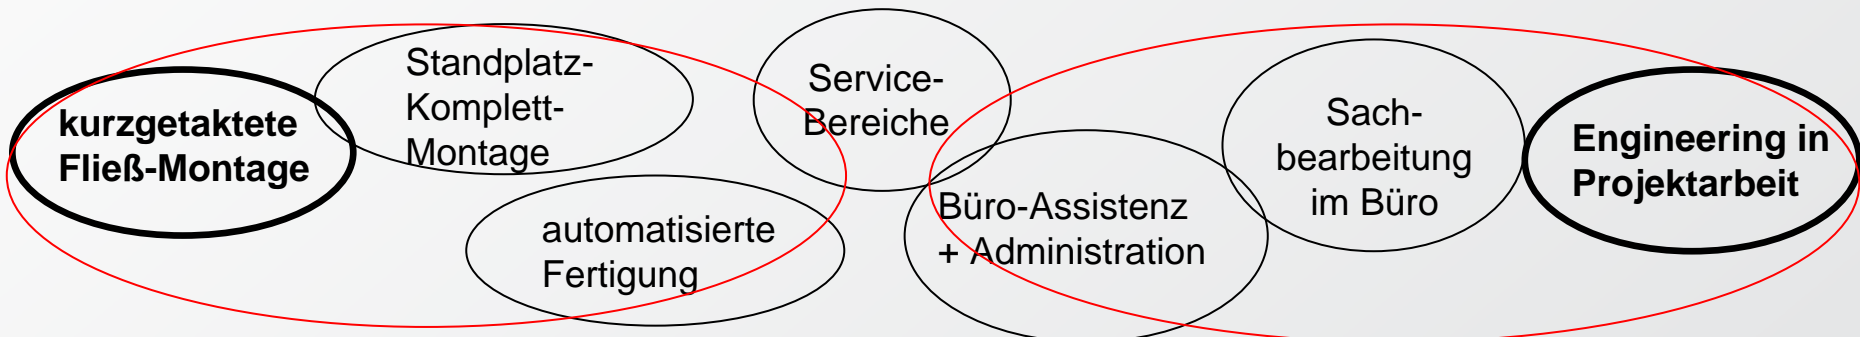 kurzgetaktete
Fließ-Montage
Standplatz-
Komplett-
Montage
automatisierte
Fertigung
Service-
Bereiche
Büro-Assistenz
+ Administration
Sach-
bearbeitung
im Büro
Engineering in
Projektarbeit